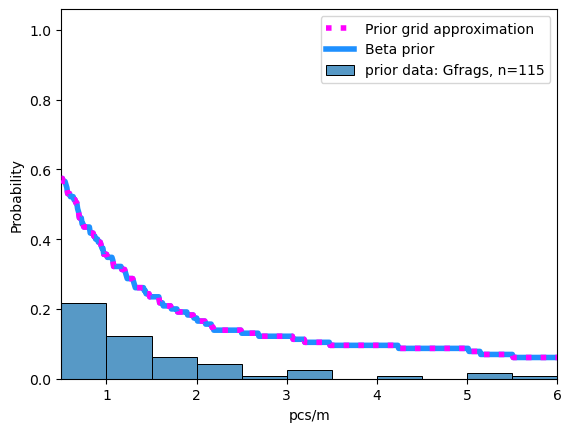 1.0
0.8
0.6
0.4
0.2
0.0
Probability
Prior grid approximation
Beta prior
prior data: Gfrags, n=115
1 2 3 4 5 6
pcs/m